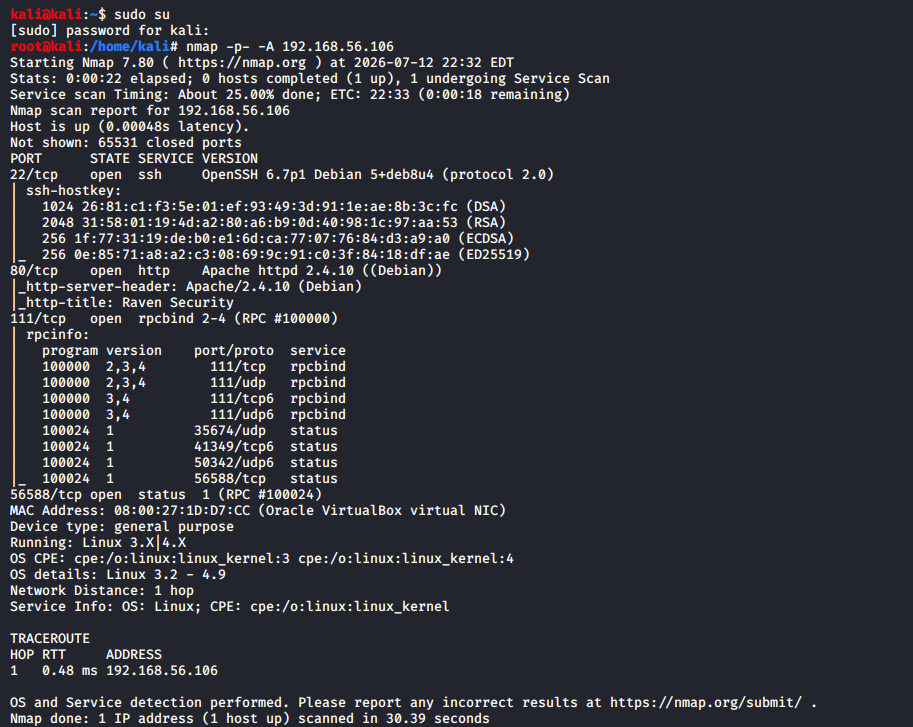 kali@kali:~$ sudo su
[sudo] password for kali:
root@kali:/home/kali# nmap -p- -A 192.168.56.106
Starting Nmap 7.80 ( https://nmap.org ) at 2026-07-12 22:32 EDT
Stats: 0:00:22 elapsed; 0 hosts completed (1 up), 1 undergoing Service Scan
Service scan Timing: About 25.00% done; ETC: 22:33 (0:00:18 remaining)
Nmap scan report for 192.168.56.106
Host is up (0.00048s latency).
Not shown: 65531 closed ports
PORT      STATE SERVICE VERSION
22/tcp    open  ssh     OpenSSH 6.7p1 Debian 5+deb8u4 (protocol 2.0)
| ssh-hostkey:
|   1024 26:81:c1:f3:5e:01:ef:93:49:3d:91:1e:ae:8b:3c:fc (DSA)
|   2048 31:58:01:19:4d:a2:80:a6:b9:0d:40:98:1c:97:aa:53 (RSA)
|   256 1f:77:31:19:de:b0:e1:6d:ca:77:07:76:84:d3:a9:a0 (ECDSA)
|_  256 0e:85:71:a8:a2:c3:08:69:9c:91:c0:3f:84:18:df:ae (ED25519)
80/tcp    open  http    Apache httpd 2.4.10 ((Debian))
|_http-server-header: Apache/2.4.10 (Debian)
|_http-title: Raven Security
111/tcp   open  rpcbind 2-4 (RPC #100000)
| rpcinfo:
|   program version    port/proto  service
|   100000  2,3,4        111/tcp   rpcbind
|   100000  2,3,4        111/udp   rpcbind
|   100000  3,4          111/tcp6  rpcbind
|   100000  3,4          111/udp6  rpcbind
|   100024  1          35674/udp   status
|   100024  1          41349/tcp6  status
|   100024  1          50342/udp6  status
|_  100024  1          56588/tcp   status
56588/tcp open  status  1 (RPC #100024)
MAC Address: 08:00:27:1D:D7:CC (Oracle VirtualBox virtual NIC)
Device type: general purpose
Running: Linux 3.X|4.X
OS CPE: cpe:/o:linux:linux_kernel:3 cpe:/o:linux:linux_kernel:4
OS details: Linux 3.2 - 4.9
Network Distance: 1 hop
Service Info: OS: Linux; CPE: cpe:/o:linux:linux_kernel
TRACEROUTE
HOP RTT     ADDRESS
1   0.48 ms 192.168.56.106
OS and Service detection performed. Please report any incorrect results at https://nmap.org/submit/ .
Nmap done: 1 IP address (1 host up) scanned in 30.39 seconds